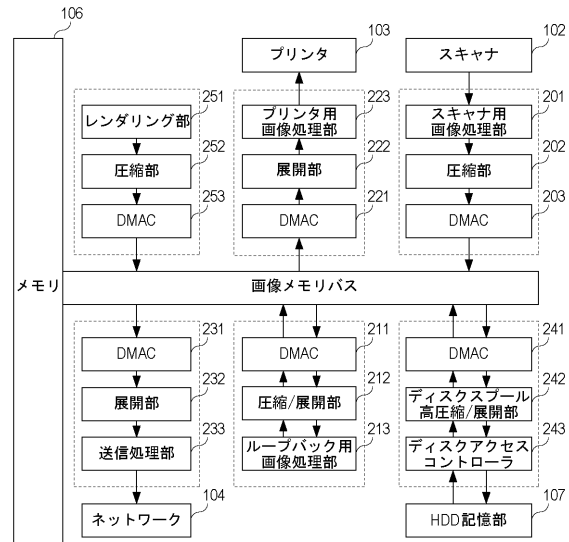 106
103
102
プリンタ
スキャナ
251
レンダリング部
252
圧縮部
253
DMAC
223
プリンタ用
画像処理部
222
展開部
221
DMAC
201
スキャナ用
画像処理部
202
圧縮部
203
DMAC
メモリ
画像メモリバス
231
DMAC
232
展開部
233
送信処理部
104
ネットワーク
211
DMAC
212
圧縮/展開部
213
ループバック用
画像処理部
241
DMAC
242
ディスクスプール
高圧縮/展開部
243
ディスクアクセス
コントローラ
107
HDD記憶部